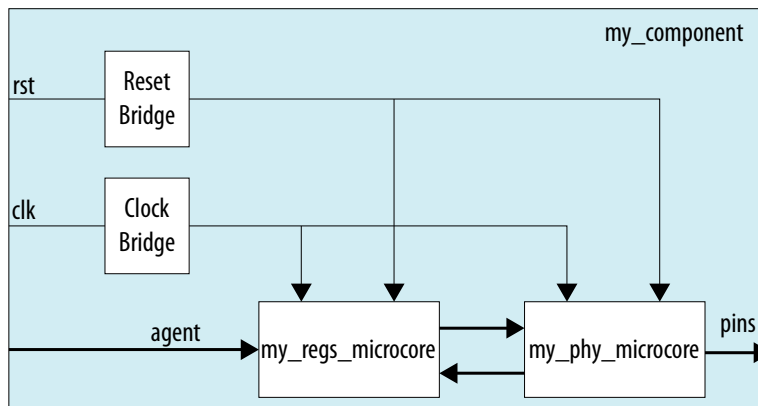 my_component
rst
Reset
Bridge
clk
Clock
Bridge
agent
my_regs_microcore
my_phy_microcore
pins